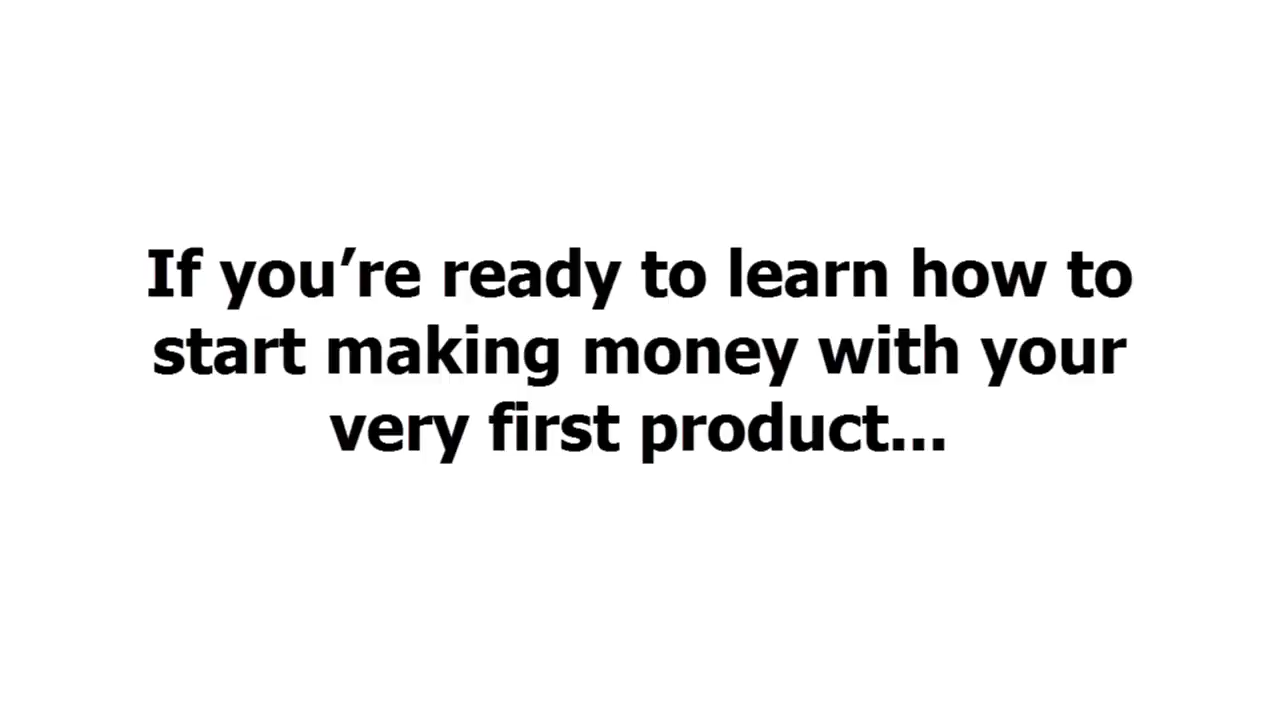 If you’re ready to learn how to
start making money with your
very first product...